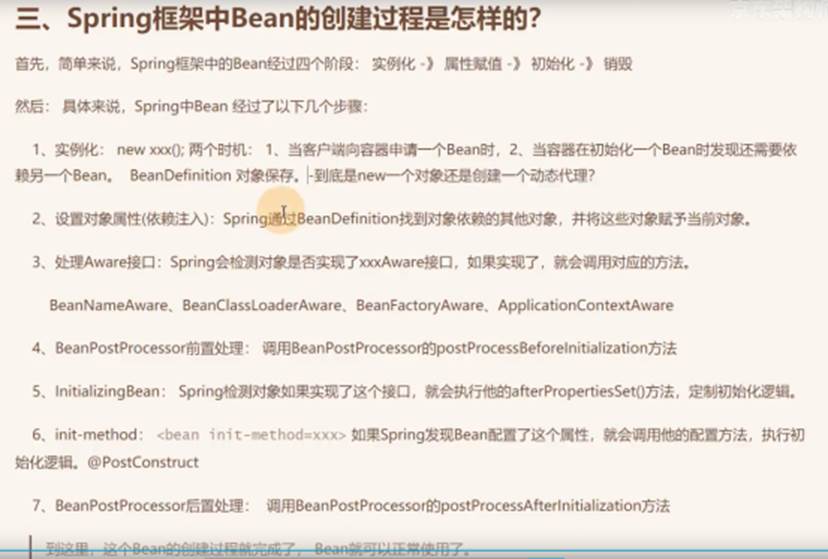 三、Spring框架中Bean的创建过程是怎样的？
首先，简单来说，Spring框架中的Bean经过四个阶段： 实例化 -》 属性赋值 -》 初始化 -》 销毁
然后： 具体来说，Spring中Bean 经过了以下几个步骤：
1、实例化： new xxx(); 两个时机： 1、当客户端向容器申请一个Bean时，2、当容器在初始化一个Bean时发现还需要依
赖另一个Bean。 BeanDefinition 对象保存。-到底是new一个对象还是创建一个动态代理？
2、设置对象属性(依赖注入)：Spring通过BeanDefinition找到对象依赖的其他对象，并将这些对象赋予当前对象。
3、处理Aware接口：Spring会检测对象是否实现了xxxAware接口，如果实现了，就会调用对应的方法。
BeanNameAware、BeanClassLoaderAware、BeanFactoryAware、ApplicationContextAware
4、BeanPostProcessor前置处理： 调用BeanPostProcessor的postProcessBeforeInitialization方法
5、InitializingBean： Spring检测对象如果实现了这个接口，就会执行他的afterPropertiesSet()方法，定制初始化逻辑。
6、init-method： <bean init-method=xxx> 如果Spring发现Bean配置了这个属性，就会调用他的配置方法，执行初
始化逻辑。@PostConstruct
7、BeanPostProcessor后置处理： 调用BeanPostProcessor的postProcessAfterInitialization方法
到这里，这个Bean的创建过程就完成了， Bean就可以正常使用了。